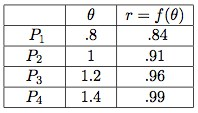 θ r = f(θ)
P₁ .8 .84
P₂ 1 .91
P₃ 1.2 .96
P₄ 1.4 .99